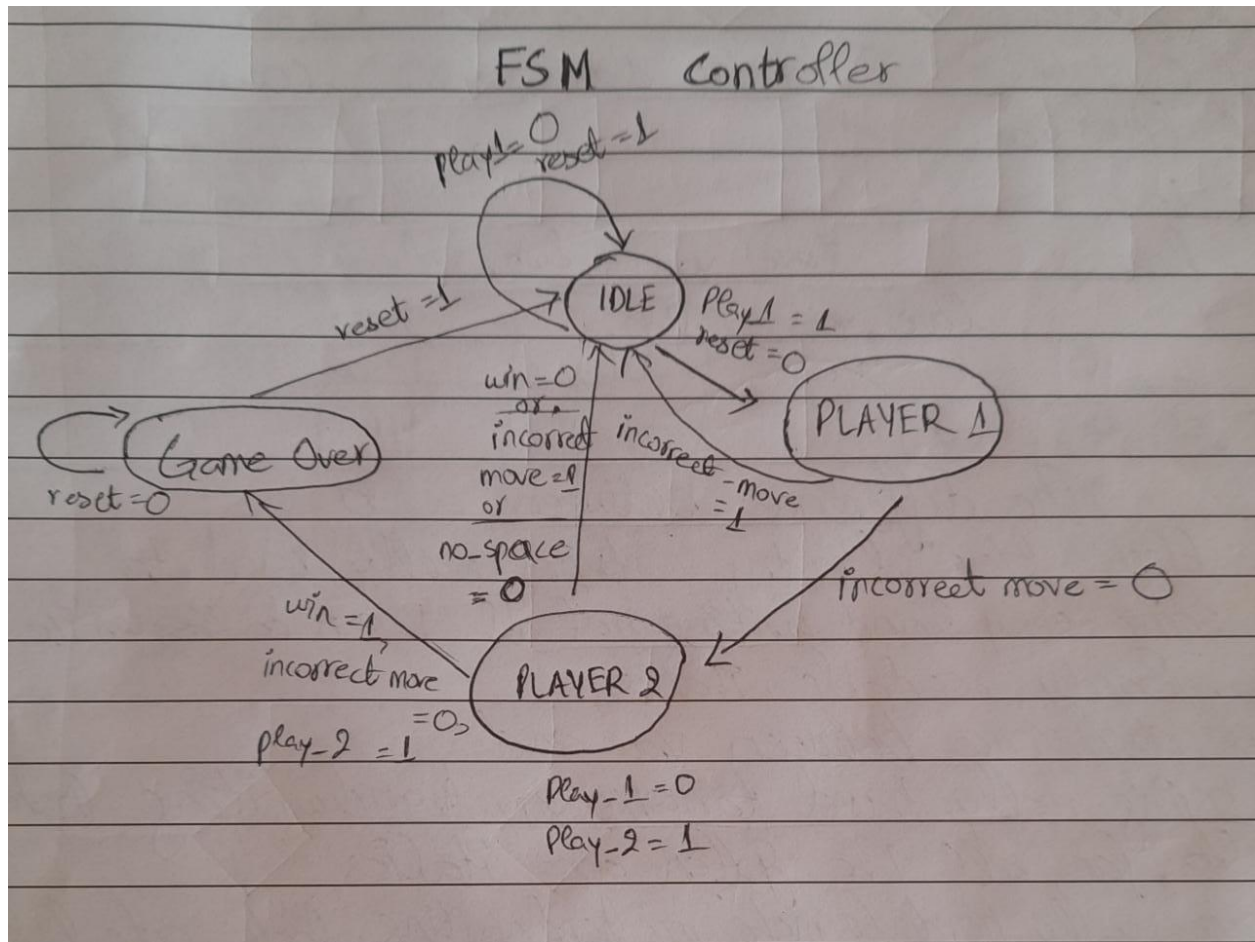 FSM Controller
play1=0
reset=1
IDLE
reset=1
Play1=1
reset=0
win=0
or
incorrect
move=1
or
no_space
=0
incorrect_move
=1
PLAYER 1
Game Over
reset=0
incorrect move=0
win=1,
incorrect move
=0,
play_2=1
PLAYER 2
Play_1=0
Play_2=1